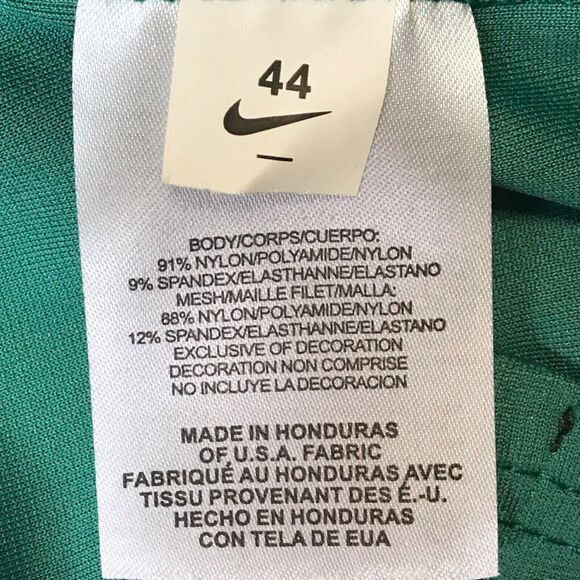 44
BODY/CORPS/CUERPO:
91% NYLON/POLYAMIDE/NYLON
9% SPANDEX/ELASTHANNE/ELASTANO
MESH/MAILLE FILET/MALLA:
88% NYLON/POLYAMIDE/NYLON
12% SPANDEX/ELASTHANNE/ELASTANO
EXCLUSIVE OF DECORATION
DECORATION NON COMPRISE
NO INCLUYE LA DECORACION
MADE IN HONDURAS
OF U.S.A. FABRIC
FABRIQUÉ AU HONDURAS AVEC
TISSU PROVENANT DES É.-U.
HECHO EN HONDURAS
CON TELA DE EUA